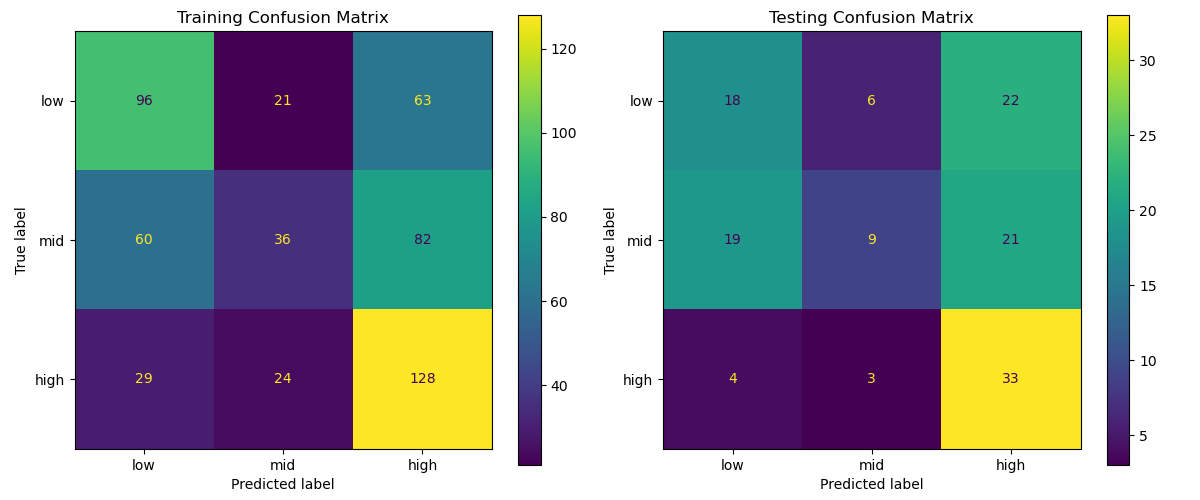 Training Confusion Matrix
low 96 21 63
mid 60 36 82
high 29 24 128
low mid high
Predicted label
True label
120
100
80
60
40
Testing Confusion Matrix
low 18 6 22
mid 19 9 21
high 4 3 33
low mid high
Predicted label
True label
30
25
20
15
10
5